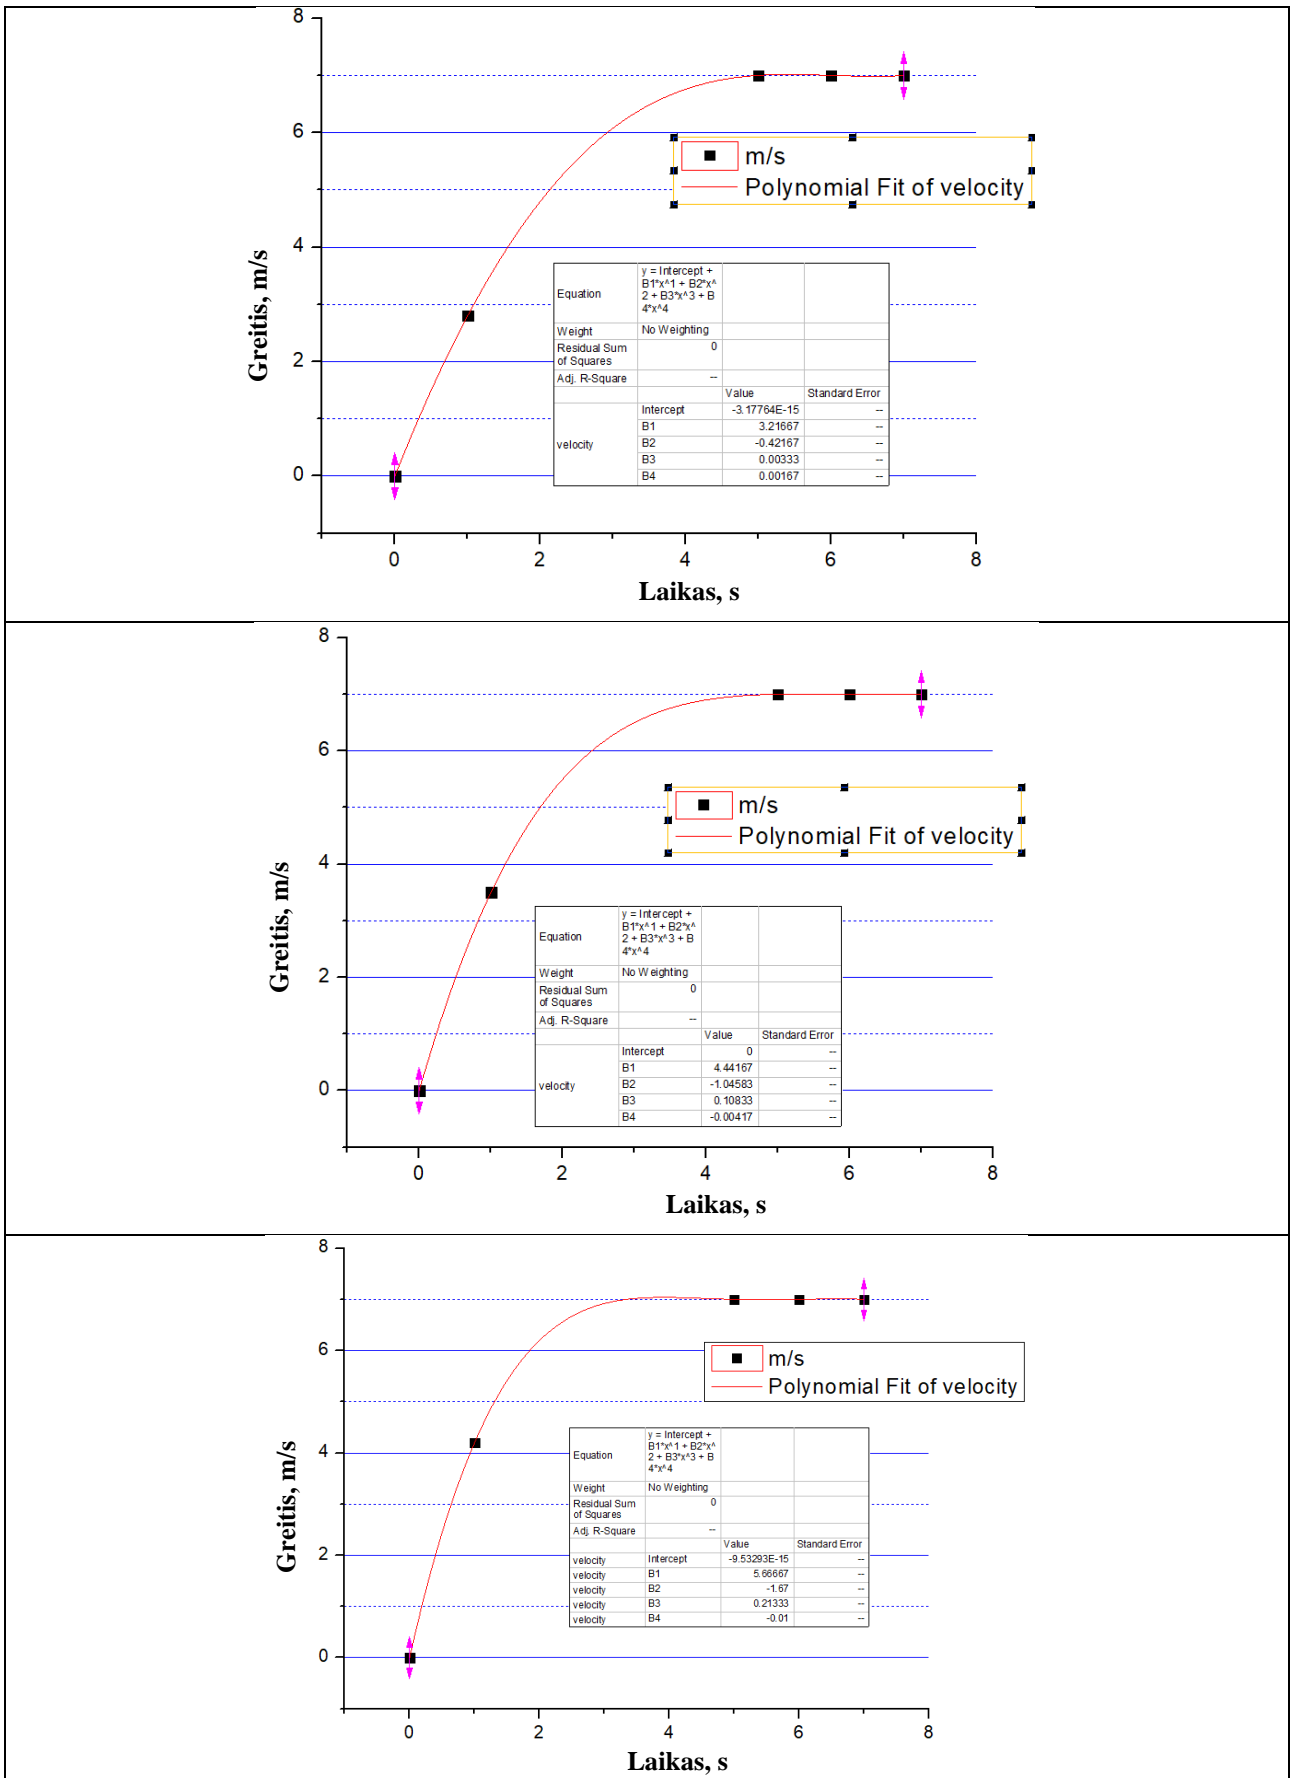 8
6
4
2
0
Greitis, m/s
m/s
Polynomial Fit of velocity
Equation
y = Intercept +
B1*x^1 + B2*x^
2 + B3*x^3 + B
4*x^4
Weight No Weighting
Residual Sum
of Squares
0
Adj. R-Square --
Value Standard Error
velocity
Intercept -3.17764E-15 --
B1 3.21667 --
B2 -0.42167 --
B3 0.00333 --
B4 0.00167 --
0 2 4 6 8
Laikas, s
8
6
4
2
0
Greitis, m/s
m/s
Polynomial Fit of velocity
Equation
y = Intercept +
B1*x^1 + B2*x^
2 + B3*x^3 + B
4*x^4
Weight No Weighting
Residual Sum
of Squares
0
Adj. R-Square --
Value Standard Error
velocity
Intercept 0 --
B1 4.44167 --
B2 -1.04583 --
B3 0.10833 --
B4 -0.00417 --
0 2 4 6 8
Laikas, s
8
6
4
2
0
Greitis, m/s
m/s
Polynomial Fit of velocity
Equation
y = Intercept +
B1*x^1 + B2*x^
2 + B3*x^3 + B
4*x^4
Weight No Weighting
Residual Sum
of Squares
0
Adj. R-Square --
Value Standard Error
velocity Intercept -9.53293E-15 --
velocity B1 5.66667 --
velocity B2 -1.67 --
velocity B3 0.21333 --
velocity B4 -0.01 --
0 2 4 6 8
Laikas, s